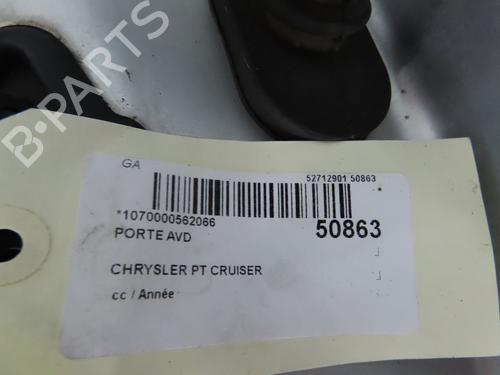 B-PARTS
GA
52712901 50863
*1070000562066
50863
PORTE AVD
CHRYSLER PT CRUISER
cc / Année